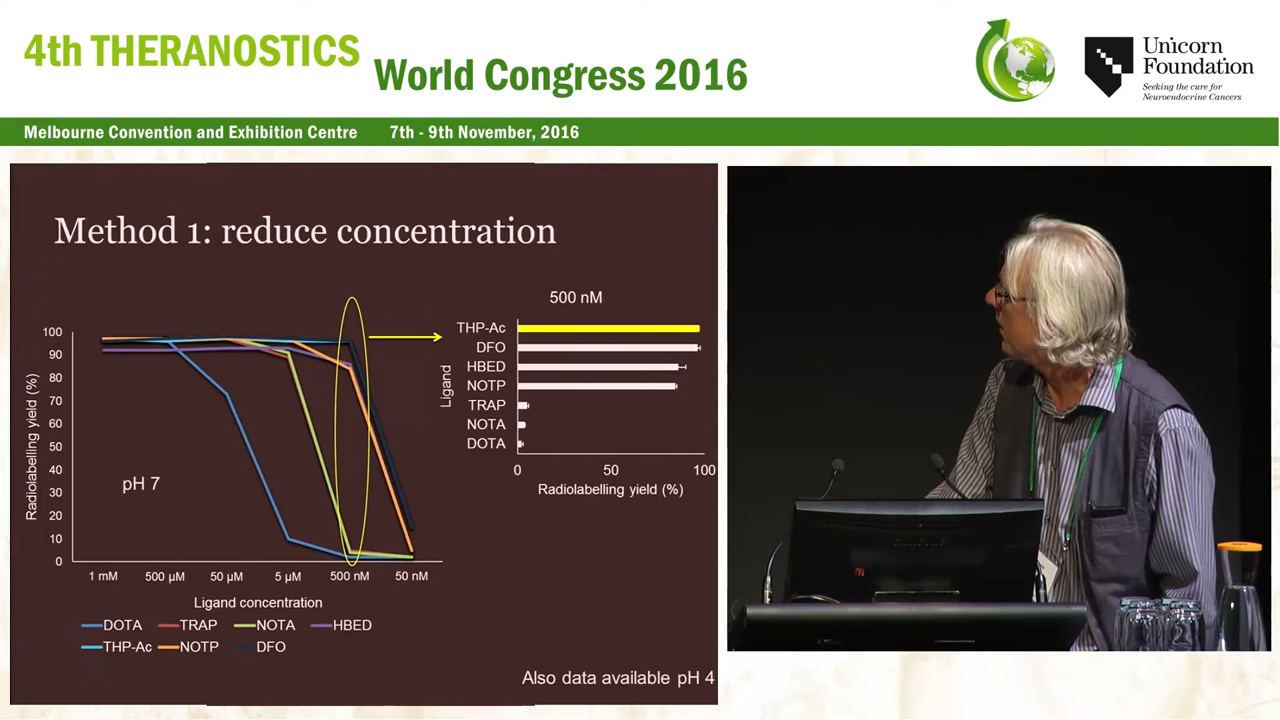 4th THERANOSTICS
World Congress 2016
Unicorn
Foundation
Seeking the cure for
Neuroendocrine Cancers
Melbourne Convention and Exhibition Centre 7th - 9th November, 2016
Method 1: reduce concentration
500 nM
THP-Ac
DFO
HBED
NOTP
TRAP
NOTA
DOTA
Ligand
0 50 100
Radiolabelling yield (%)
100
90
80
70
60
50
40
30
20
10
0
Radiolabelling yield (%)
pH 7
1 mM 500 µM 50 µM 5 µM 500 nM 50 nM
Ligand concentration
DOTA TRAP NOTA HBED
THP-Ac NOTP DFO
Also data available pH 4